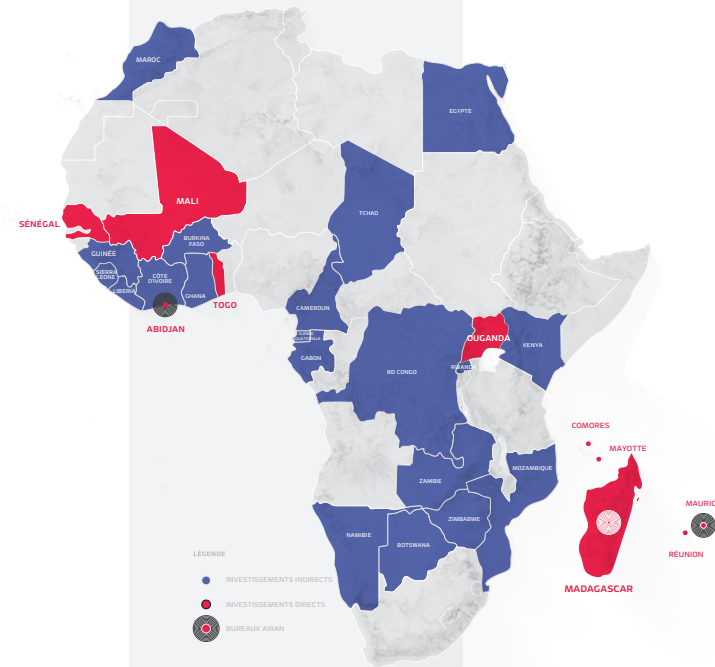 MAROC
EGYPTE
MALI
SÉNÉGAL
TCHAD
BURKINA
FASO
GUINÉE
SIERRA
LEONE
CÔTE
D'IVOIRE
LIBERIA
GHANA
TOGO
ABIDJAN
CAMEROUN
GUINÉE
ÉQUATORIALE
GABON
OUGANDA
KENYA
RWANDA
RD CONGO
COMORES
MAYOTTE
MOZAMBIQUE
ZAMBIE
MAURIC
ZIMBABWE
NAMIBIE
BOTSWANA
RÉUNION
MADAGASCAR
LÉGENDE
INVESTISSEMENTS INDIRECTS
INVESTISSEMENTS DIRECTS
BUREAUX AXIAN